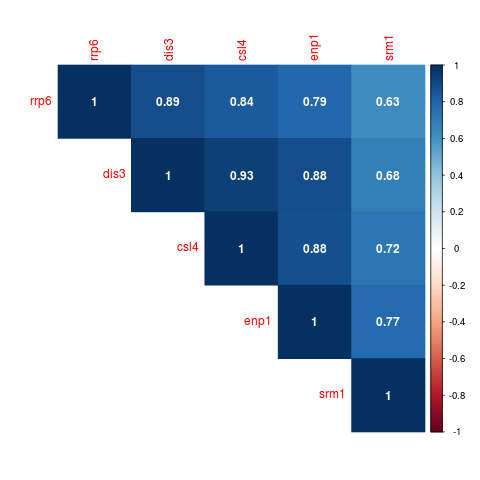 rrp6 dis3 csl4 enp1 srm1
rrp6 1 0.89 0.84 0.79 0.63
dis3 1 0.93 0.88 0.68
csl4 1 0.88 0.72
enp1 1 0.77
srm1 1
1
0.8
0.6
0.4
0.2
0
-0.2
-0.4
-0.6
-0.8
-1